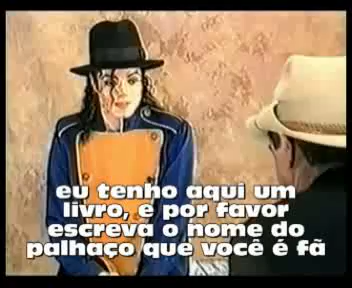 eu tenho aqui um
livro, e por favor
escreva o nome do
palhaço que você é fã